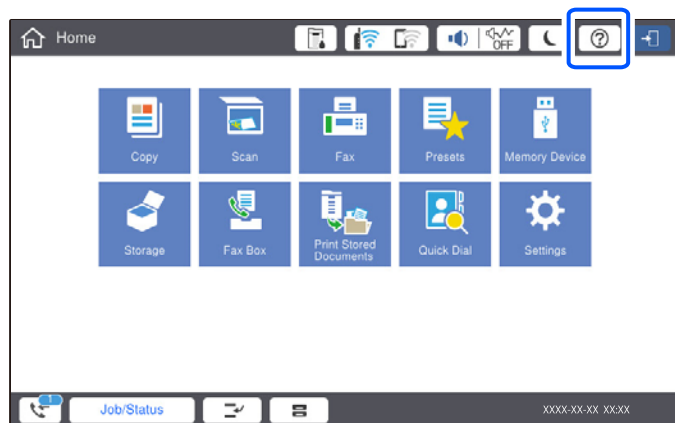 Home
OFF
?
Copy
Scan
Fax
Presets
Memory Device
Storage
Fax Box
Print Stored
Documents
Quick Dial
Settings
1
Job/Status
XXXX-XX-XX XX:XX